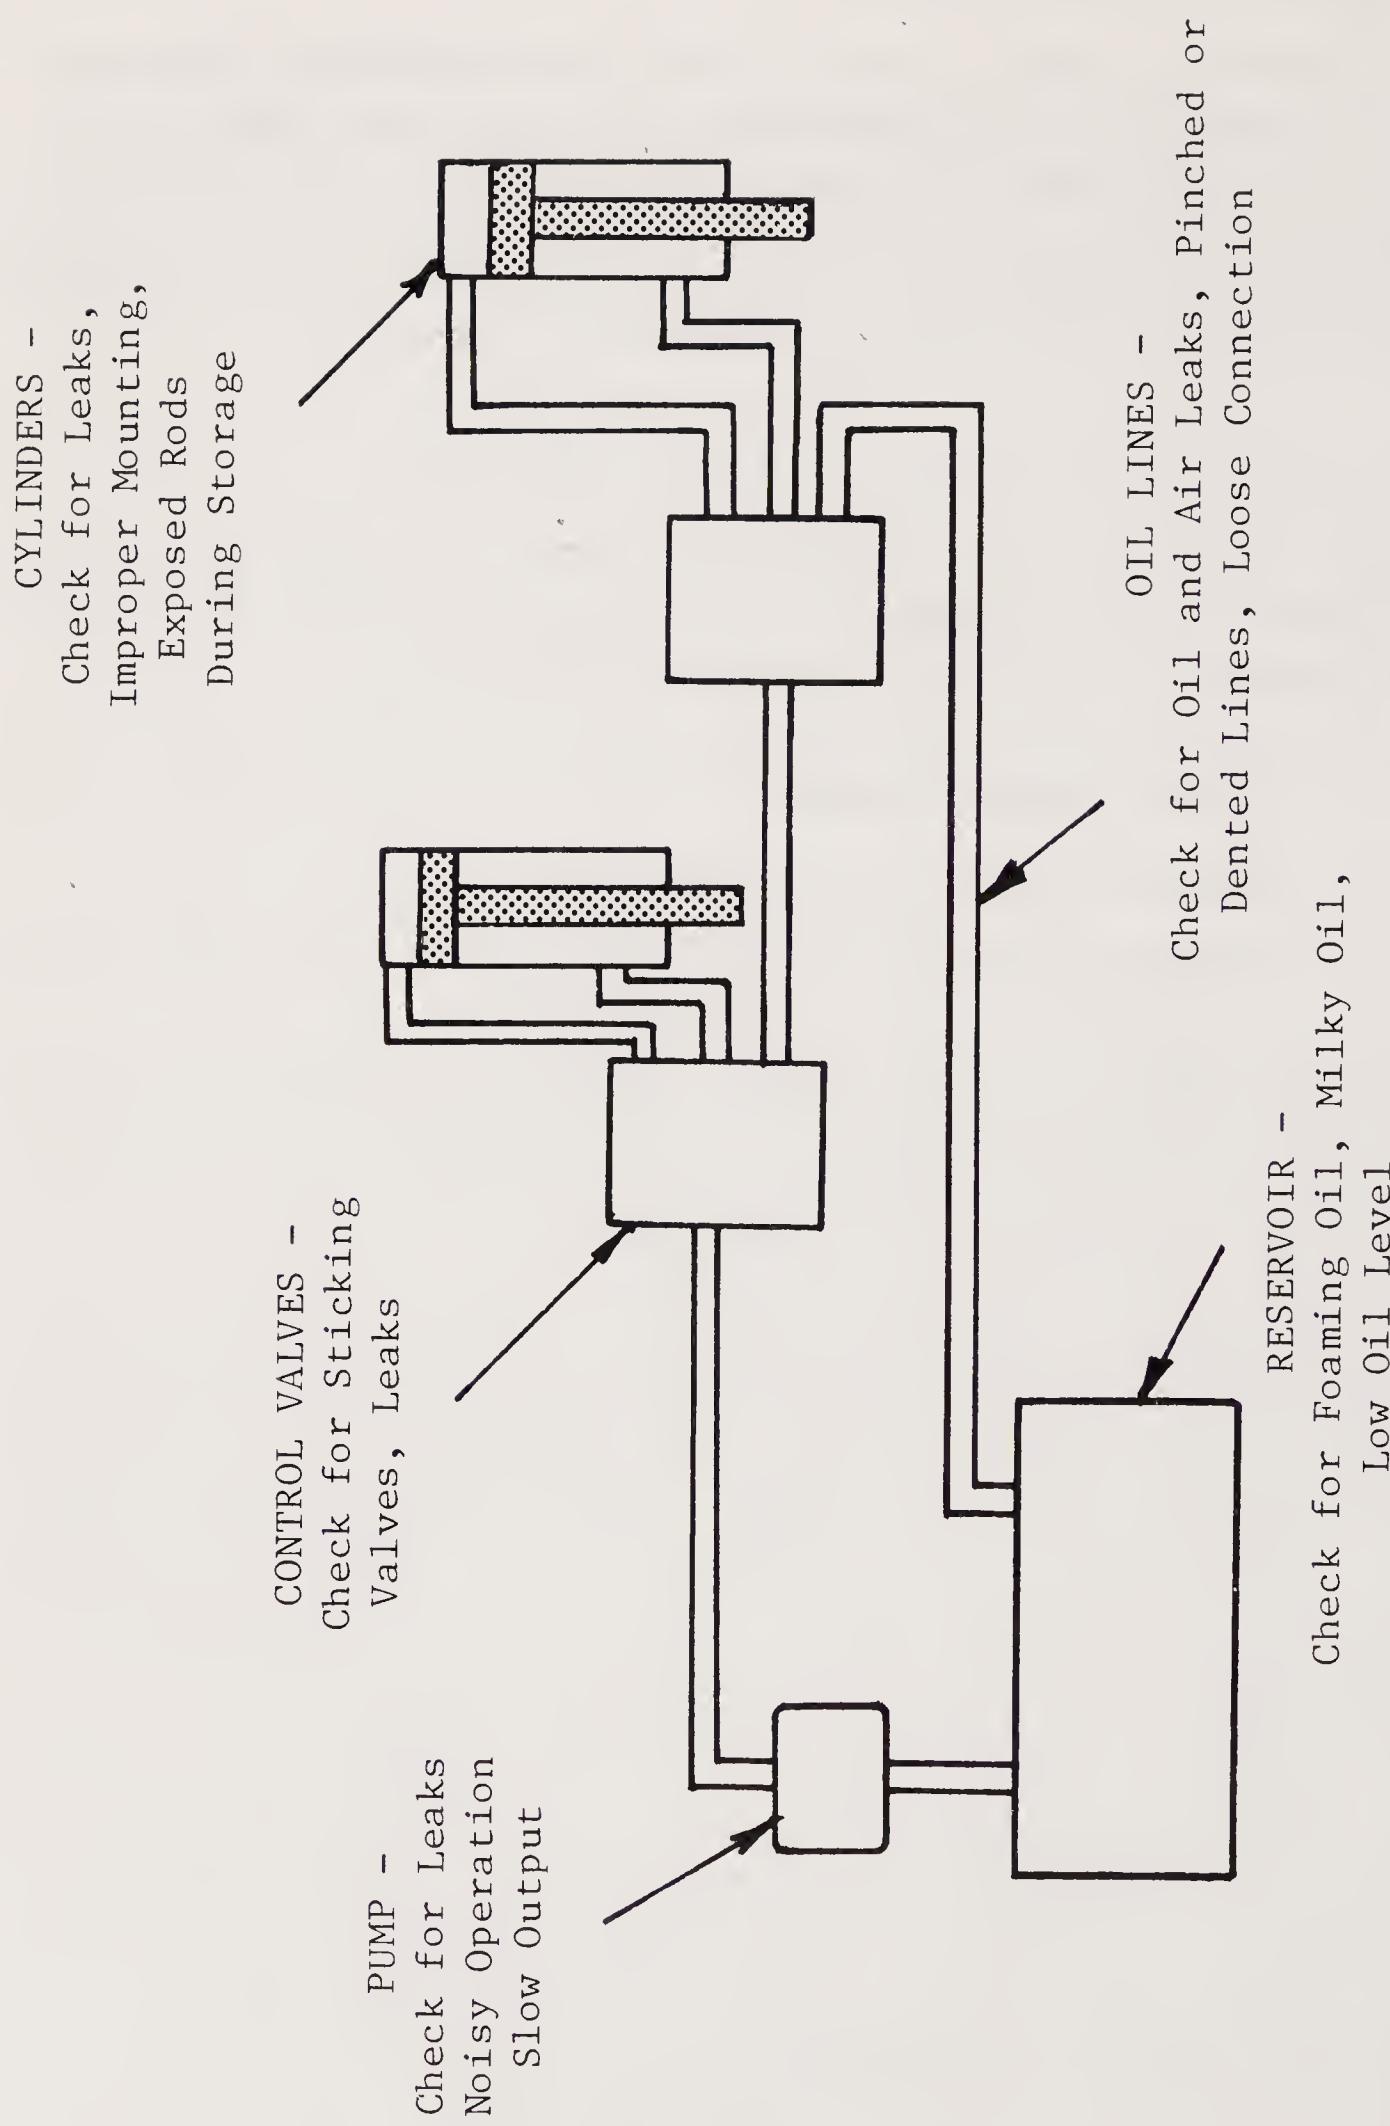 CYLINDERS -
Check for Leaks,
Improper Mounting,
Exposed Rods
During Storage
CONTROL VALVES -
Check for Sticking
Valves, Leaks
PUMP -
Check for Leaks
Noisy Operation
Slow Output
OIL LINES -
Check for Oil and Air Leaks, Pinched or
Dented Lines, Loose Connection
RESERVOIR -
Check for Foaming Oil, Milky Oil,
Low Oil Level